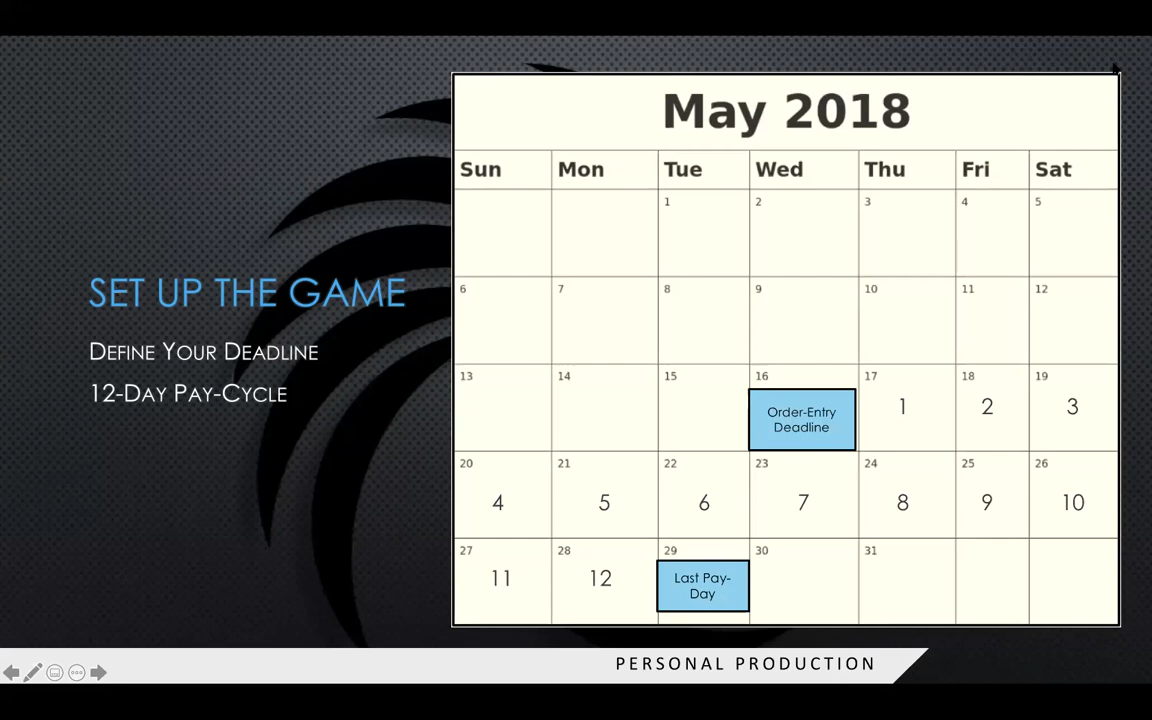 SET UP THE GAME
DEFINE YOUR DEADLINE
12-DAY PAY-CYCLE
May 2018
Sun Mon Tue Wed Thu Fri Sat
1 2 3 4 5
6 7 8 9 10 11 12
13 14 15 16 17 18 19
Order-Entry
Deadline
1 2 3
20 21 22 23 24 25 26
4 5 6 7 8 9 10
27 28 29 30 31
11 12
Last Pay-
Day
PERSONAL PRODUCTION